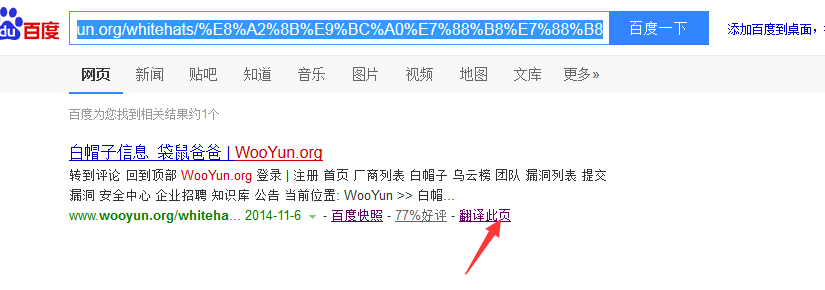 du百度 un.org/whitehats/%E8%A2%8B%E9%BC%A0%E7%88%B8%E7%88%B8 百度一下 添加百度到桌面，
网页 新闻 贴吧 知道 音乐 图片 视频 地图 文库 更多»
百度为您找到相关结果约1个
白帽子信息_袋鼠爸爸 | WooYun.org
转到评论 回到顶部 WooYun.org 登录 | 注册 首页 厂商列表 白帽子 乌云榜 团队 漏洞列表 提交
漏洞 安全中心 企业招聘 知识库 公告 当前位置: WooYun >> 白帽...
www.wooyun.org/whiteha... 2014-11-6 - 百度快照 - 77%好评 - 翻译此页